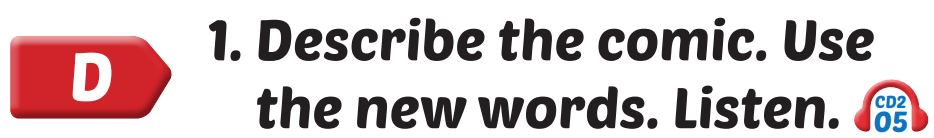 D
1. Describe the comic. Use
the new words. Listen.
CD2
05